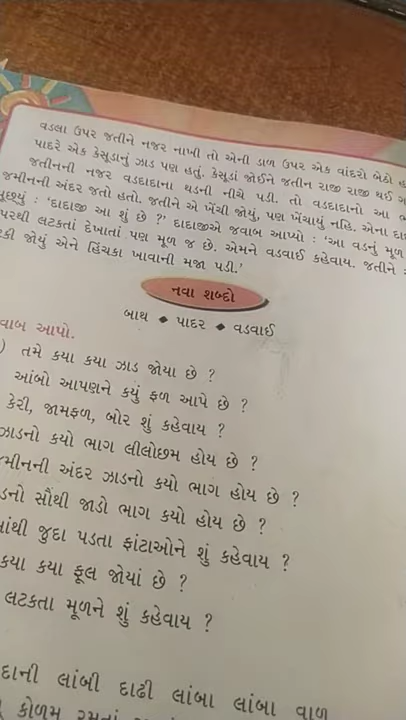 વડલા ઉપર જતીને નજર નાખી તો એની ડાળ ઉપર એક વાંદરો બેઠો
પાદરે એક કેસૂડાનું ઝાડ પણ હતું. કેસૂડાં જોઈને જતીન રાજી રાજી થઈ
જતીનની નજર વડદાદાના થડની નીચે પડી. તો વડદાદાનો આ
જમીનની અંદર જતો હતો. જતીને એ ખેંચી જોયું, પણ ખેંચાયું નહિ. એના
પૂછ્યું : 'દાદાજી આ શું છે ?' દાદાજીએ જવાબ આપ્યો : 'આ વડનું મૂળ
પરથી લટકતાં દેખાતાં પણ મૂળ જ છે. એમને વડવાઈ કહેવાય. જતીને
જોયું એને હિંચકા ખાવાની મજા પડી.'
નવા શબ્દો
બાથ ◆ પાદર ◆ વડવાઈ
આપો.
તમે કયા કયા ઝાડ જોયા છે ?
આંબો આપણને કયું ફળ આપે છે ?
કેરી, જામફળ, બોર શું કહેવાય ?
ઝાડનો કયો ભાગ લીલોછમ હોય છે ?
જમીનની અંદર ઝાડનો કયો ભાગ હોય છે ?
સૌથી જાડો ભાગ કયો હોય છે ?
જુદા પડતા ફાંટાઓને શું કહેવાય ?
કયા કયા ફૂલ જોયાં છે ?
લટકતા મૂળને શું કહેવાય ?
લાંબી દાઢી લાંબા લાંબા વાળ